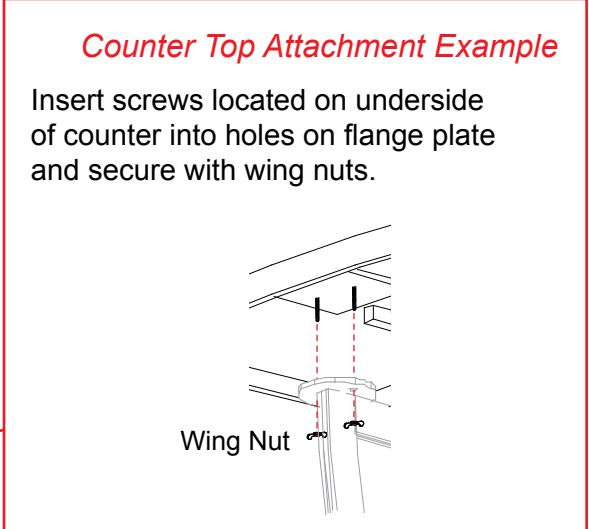 Counter Top Attachment Example
Insert screws located on underside
of counter into holes on flange plate
and secure with wing nuts.
Wing Nut